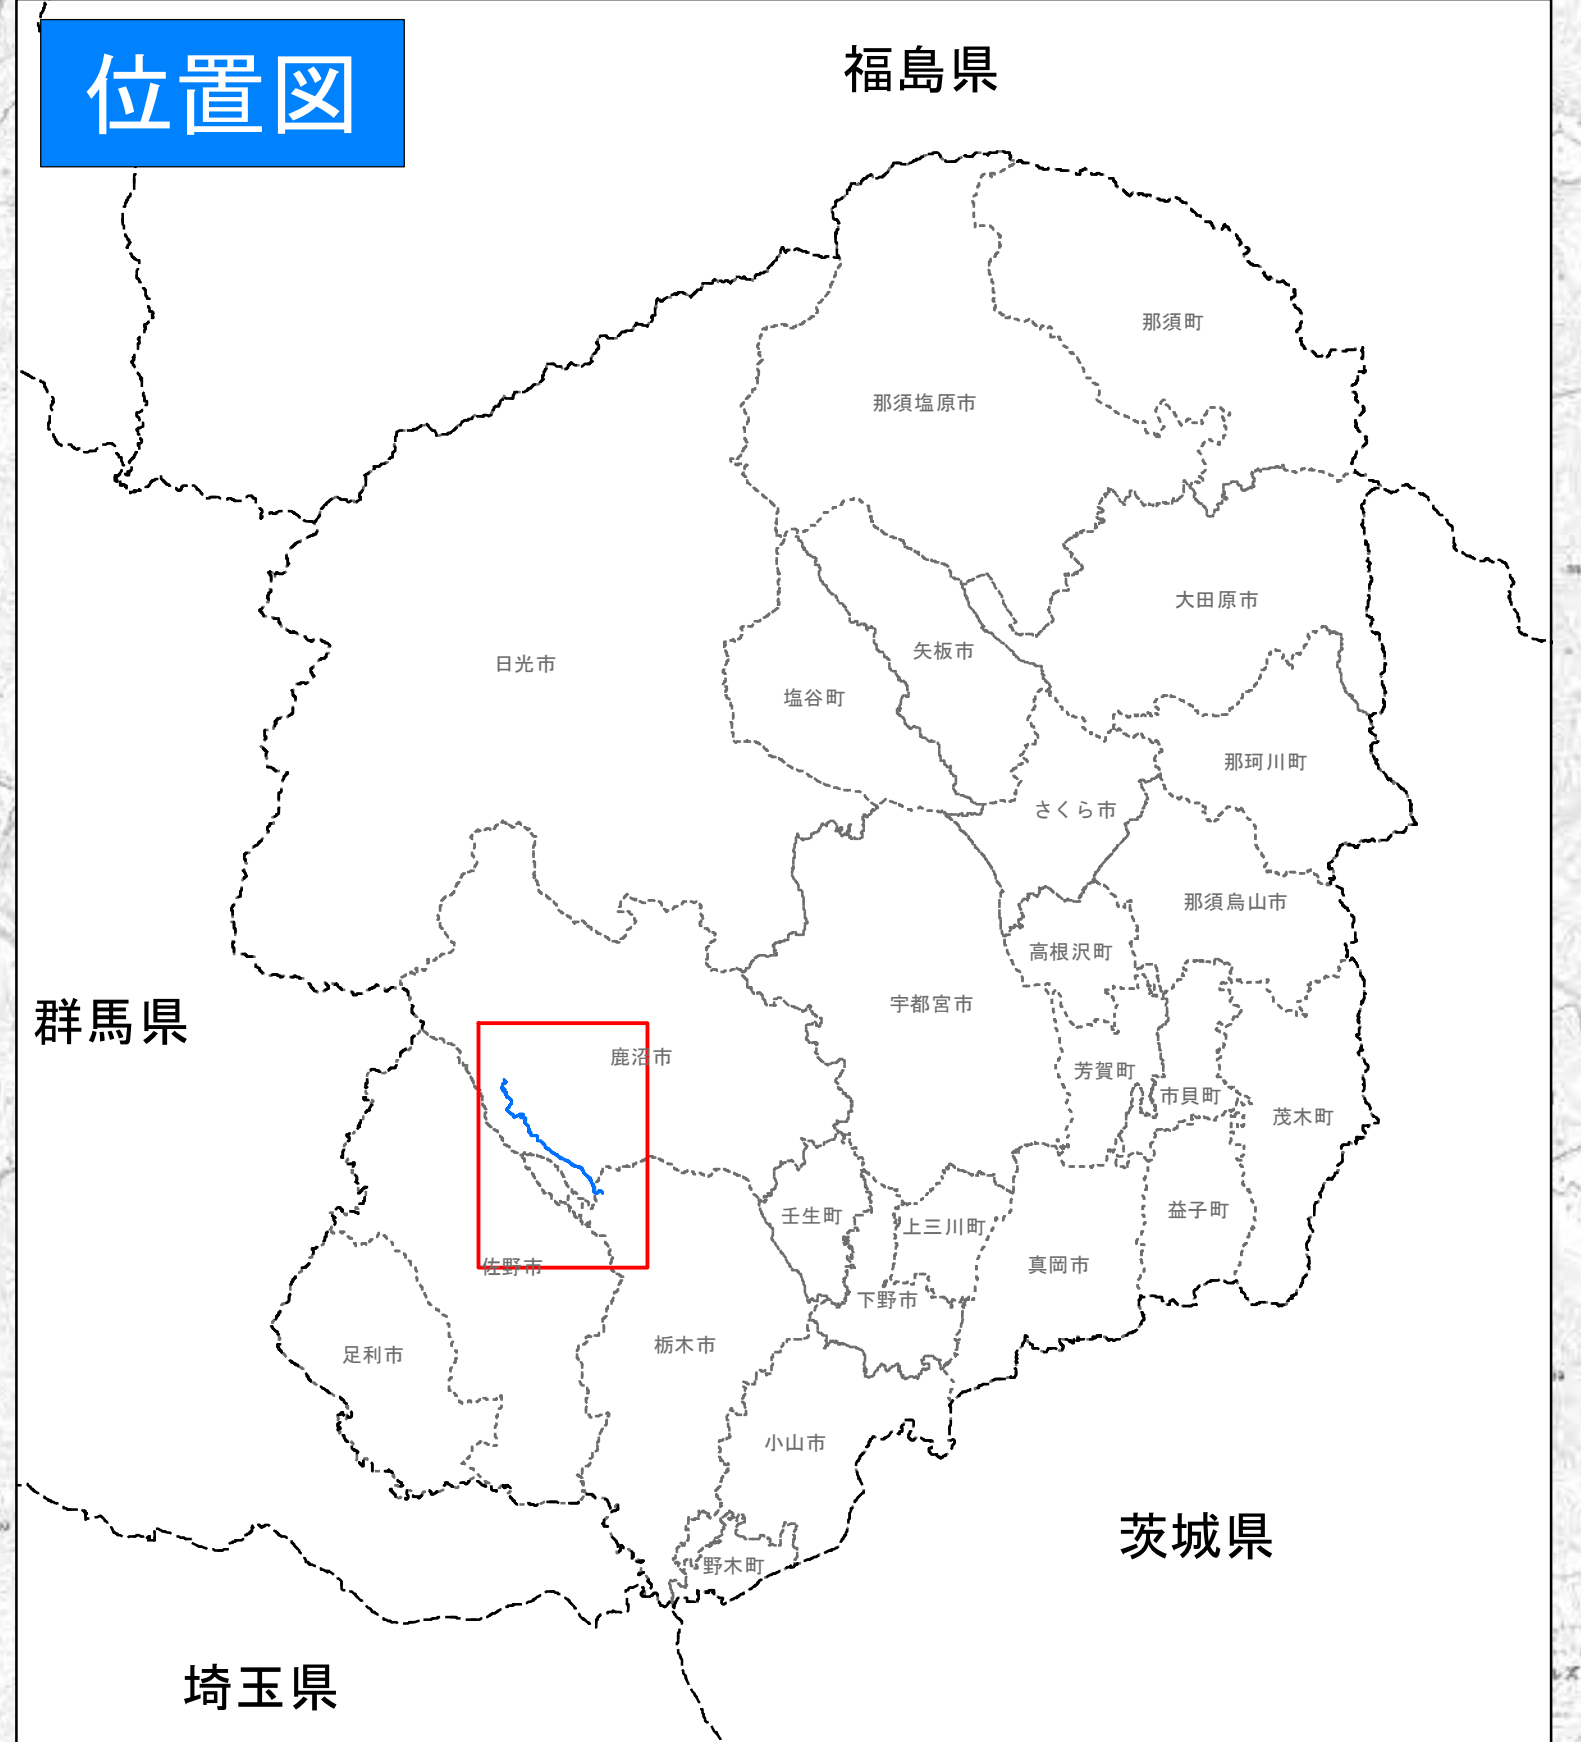 位置図
福島県
那須町
那須塩原市
大田原市
矢板市
日光市
塩谷町
那珂川町
さくら市
那須烏山市
高根沢町
宇都宮市
群馬県
鹿沼市
芳賀町
市貝町
茂木町
益子町
壬生町
上三川町
真岡市
佐野市
下野市
栃木市
足利市
小山市
茨城県
野木町
埼玉県